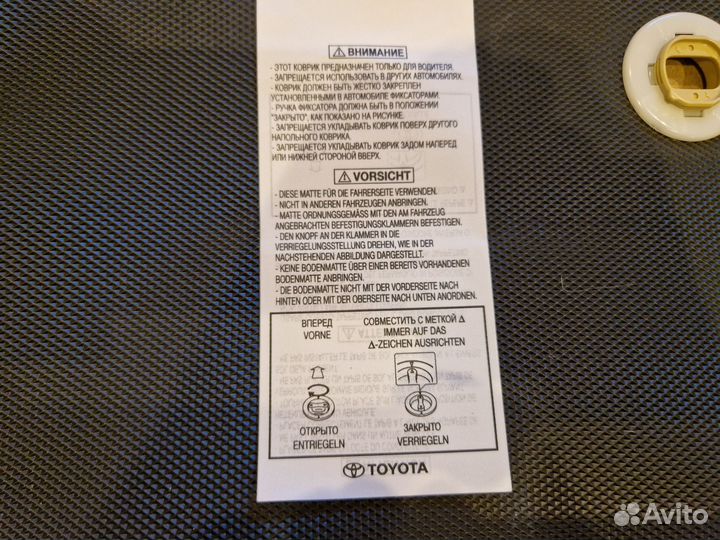 ⚠ ВНИМАНИЕ
- ЭТОТ КОВРИК ПРЕДНАЗНАЧЕН ТОЛЬКО ДЛЯ ВОДИТЕЛЯ.
- ЗАПРЕЩАЕТСЯ ИСПОЛЬЗОВАТЬ В ДРУГИХ АВТОМОБИЛЯХ.
- КОВРИК ДОЛЖЕН БЫТЬ ЖЁСТКО ЗАКРЕПЛЕН
УСТАНОВЛЕННЫМИ В АВТОМОБИЛЕ ФИКСАТОРАМИ.
- РУЧКА ФИКСАТОРА ДОЛЖНА БЫТЬ В ПОЛОЖЕНИИ
"ЗАКРЫТО", КАК ПОКАЗАНО НА РИСУНКЕ.
- ЗАПРЕЩАЕТСЯ УКЛАДЫВАТЬ КОВРИК ПОВЕРХ ДРУГОГО
НАПОЛЬНОГО КОВРИКА.
- ЗАПРЕЩАЕТСЯ УКЛАДЫВАТЬ КОВРИК ЗАДОМ НАПЕРЕД
ИЛИ НИЖНЕЙ СТОРОНОЙ ВВЕРХ.
⚠ VORSICHT
- DIESE MATTE FÜR DIE FAHRERSEITE VERWENDEN.
- NICHT IN ANDEREN FAHRZEUGEN ANBRINGEN.
- MATTE ORDNUNGSGEMÄSS MIT DEN AM FAHRZEUG
ANGEBRACHTEN BEFESTIGUNGSKLAMMERN BEFESTIGEN.
- DEN KNOPF AN DER KLAMMER IN DIE
VERRIEGELUNGSSTELLUNG DREHEN, WIE IN DER
NACHSTEHENDEN ABBILDUNG DARGESTELLT.
- KEINE BODENMATTE ÜBER EINER BEREITS VORHANDENEN
BODENMATTE ANBRINGEN.
- DIE BODENMATTE NICHT MIT DER VORDERSEITE NACH
HINTEN ODER MIT DER OBERSEITE NACH UNTEN ANORDNEN.
ВПЕРЕД
VORNE
СОВМЕСТИТЬ С МЕТКОЙ Δ
IMMER AUF DAS
Δ-ZEICHEN AUSRICHTEN
ОТКРЫТО
ENTRIEGELN
ЗАКРЫТО
VERRIEGELN
TOYOTA
Avito